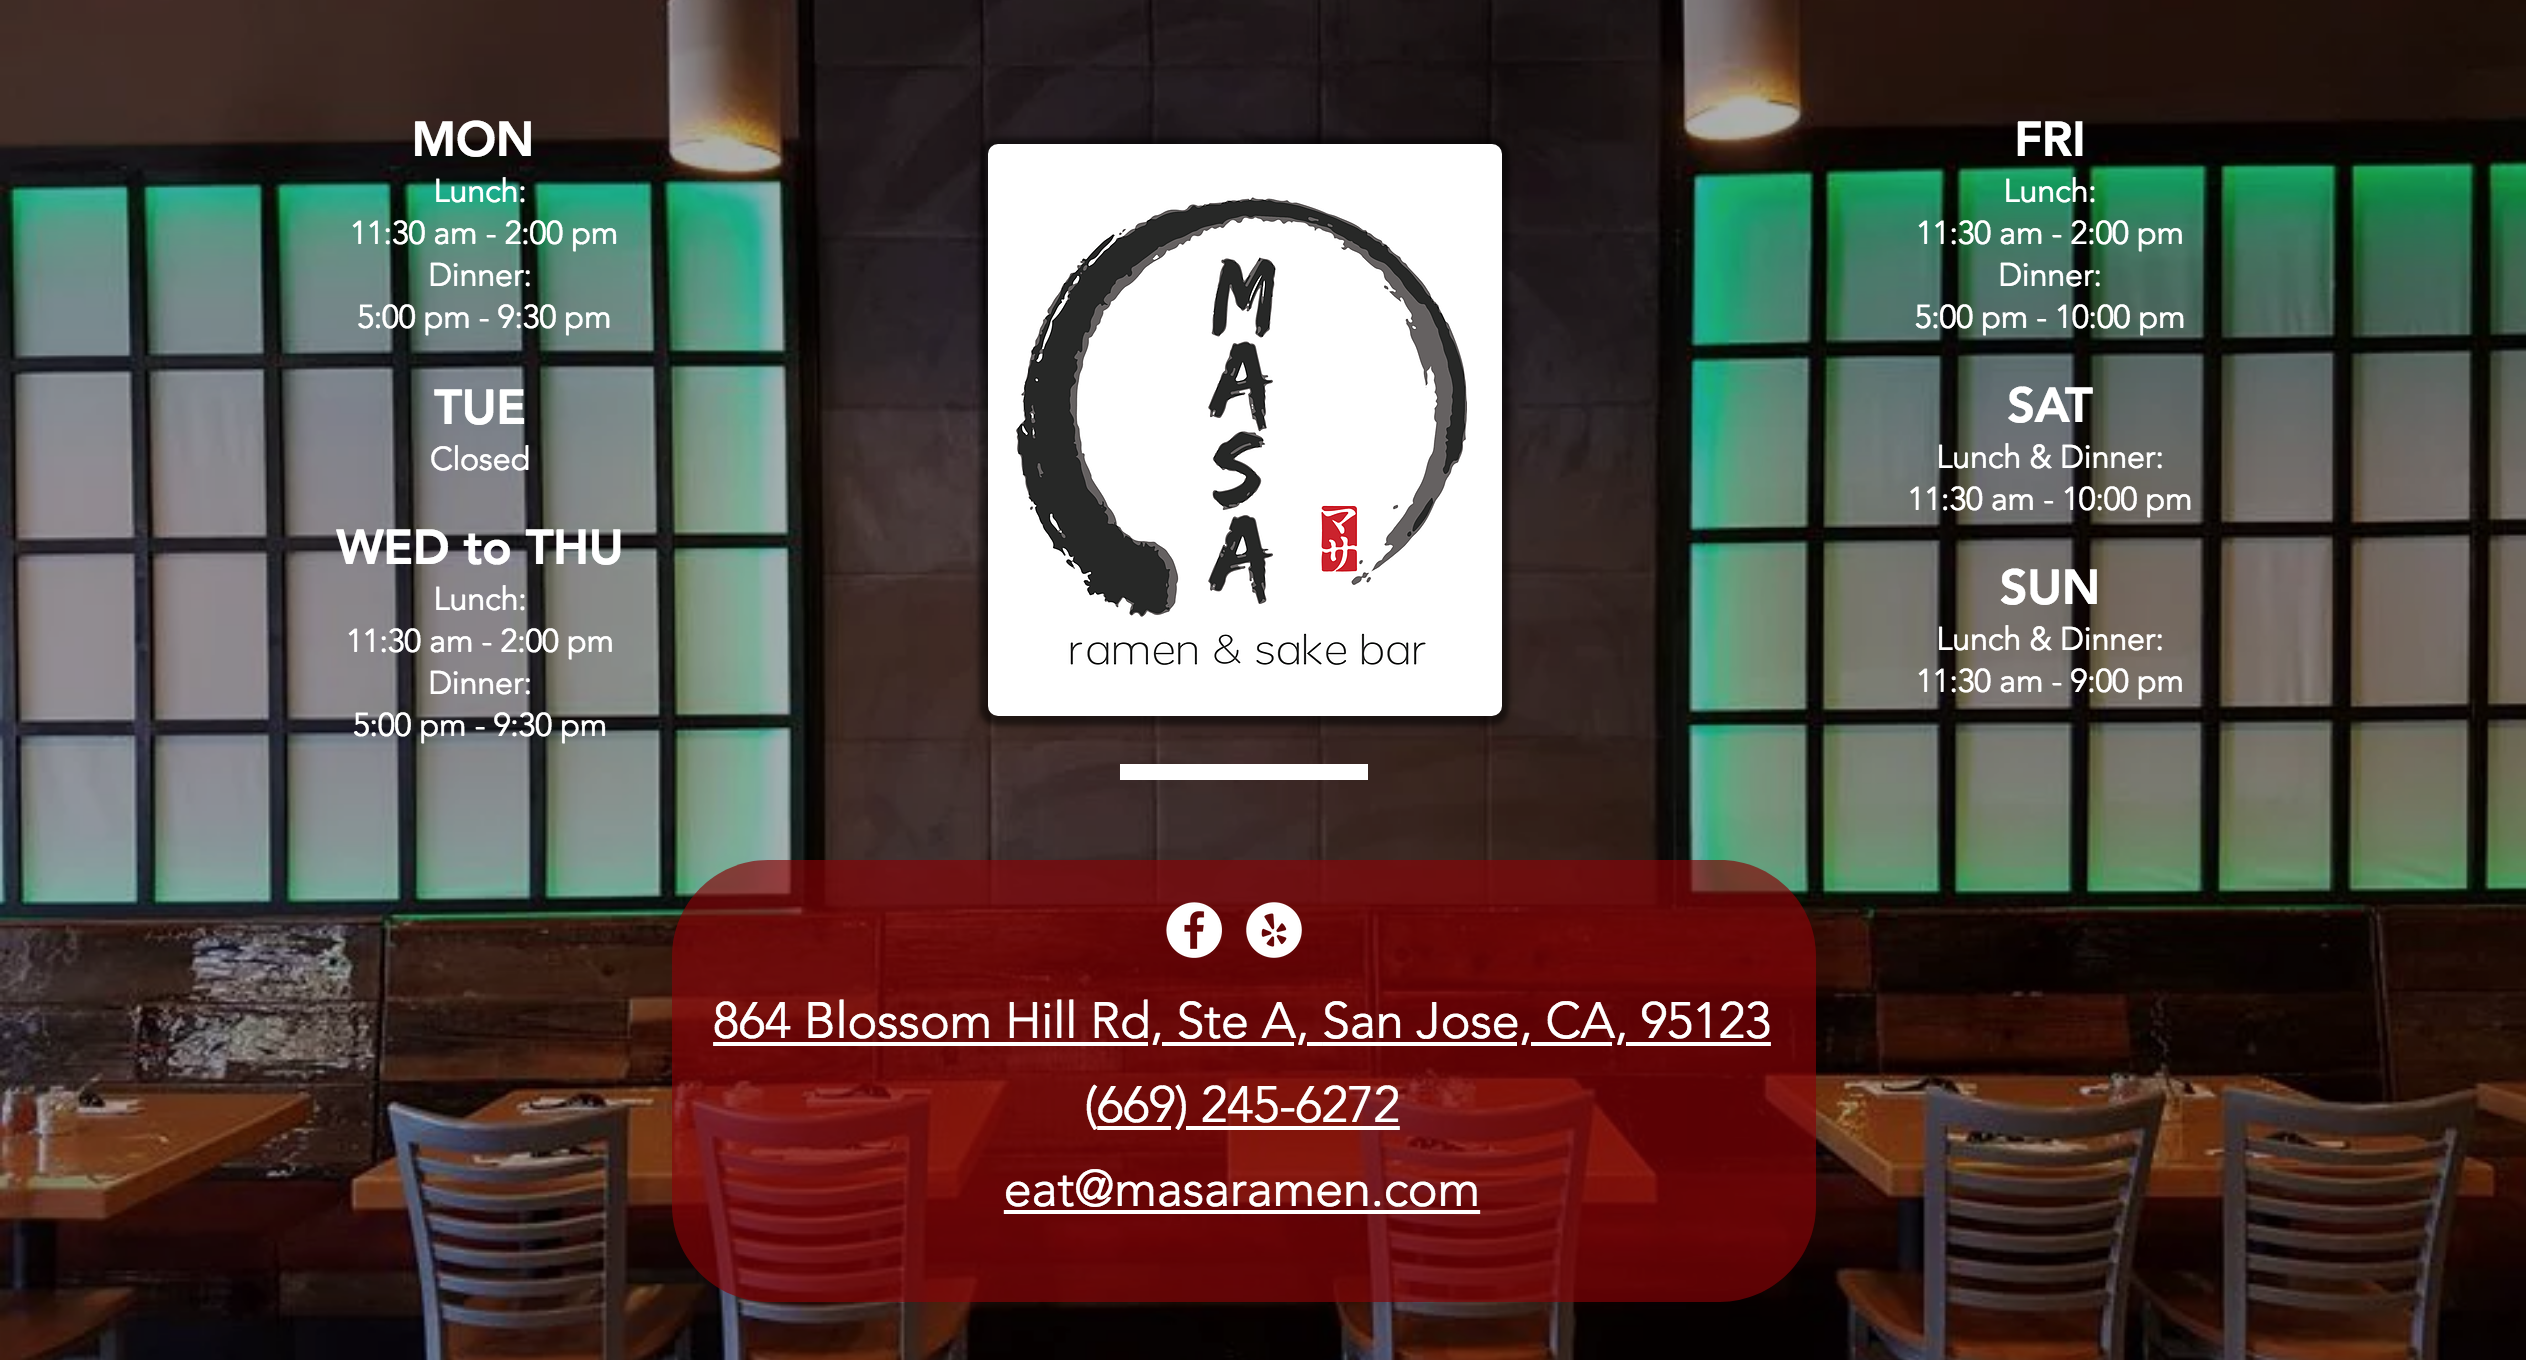 MON
Lunch:
11:30 am - 2:00 pm
Dinner:
5:00 pm - 9:30 pm
TUE
Closed
WED to THU
Lunch:
11:30 am - 2:00 pm
Dinner:
5:00 pm - 9:30 pm
MASA
マサ
ramen & sake bar
FRI
Lunch:
11:30 am - 2:00 pm
Dinner:
5:00 pm - 10:00 pm
SAT
Lunch & Dinner:
11:30 am - 10:00 pm
SUN
Lunch & Dinner:
11:30 am - 9:00 pm
864 Blossom Hill Rd, Ste A, San Jose, CA, 95123
(669) 245-6272
eat@masaramen.com